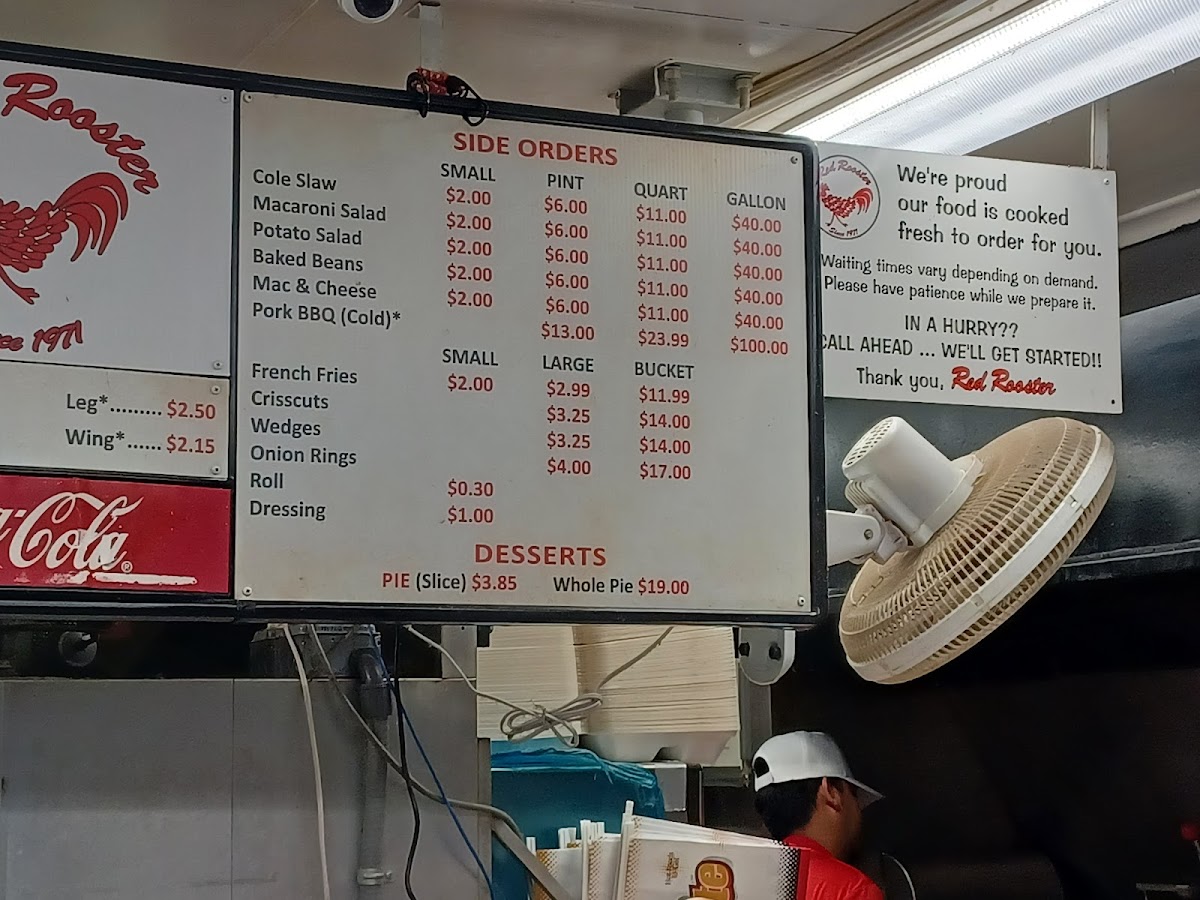 Rooster
1971
Leg*......... $2.50
Wing*...... $2.15
Cola
SIDE ORDERS
SMALL PINT QUART GALLON
Cole Slaw $2.00 $6.00 $11.00 $40.00
Macaroni Salad $2.00 $6.00 $11.00 $40.00
Potato Salad $2.00 $6.00 $11.00 $40.00
Baked Beans $2.00 $6.00 $11.00 $40.00
Mac & Cheese $2.00 $6.00 $11.00 $40.00
Pork BBQ (Cold)* $13.00 $23.99 $100.00
SMALL LARGE BUCKET
French Fries $2.00 $2.99 $11.99
Crisscuts $3.25 $14.00
Wedges $3.25 $14.00
Onion Rings $4.00 $17.00
Roll $0.30
Dressing $1.00
DESSERTS
PIE (Slice) $3.85 Whole Pie $19.00
Red Rooster
Since 1971
We're proud
our food is cooked
fresh to order for you.
Waiting times vary depending on demand.
Please have patience while we prepare it.
IN A HURRY??
CALL AHEAD ... WE'LL GET STARTED!!
Thank you, Red Rooster